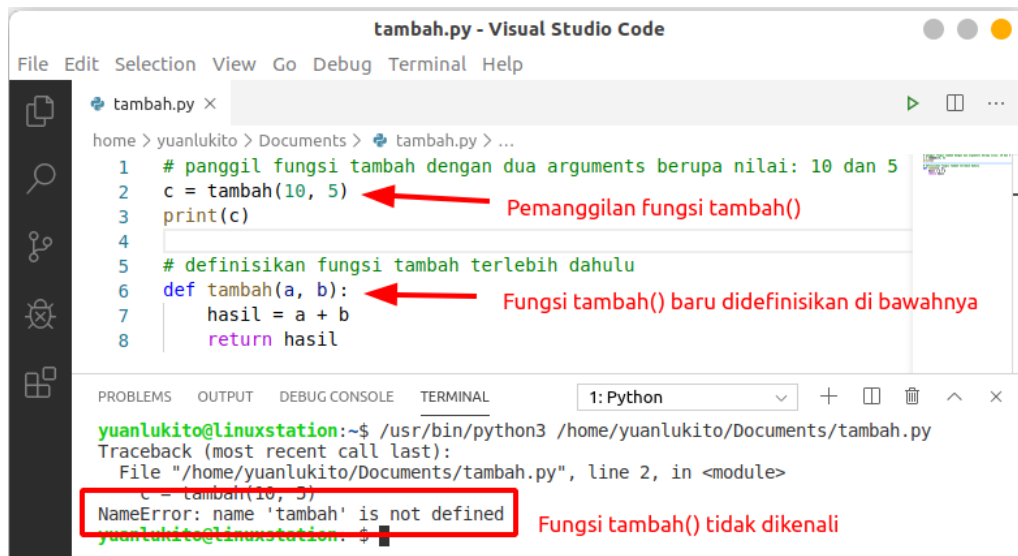 tambah.py - Visual Studio Code
File Edit Selection View Go Debug Terminal Help
tambah.py ×
home > yuanlukito > Documents > tambah.py > ...
1 # panggil fungsi tambah dengan dua arguments berupa nilai: 10 dan 5
2 c = tambah(10, 5)
Pemanggilan fungsi tambah()
3 print(c)
4
5 # definisikan fungsi tambah terlebih dahulu
6 def tambah(a, b):
Fungsi tambah() baru didefinisikan di bawahnya
7 hasil = a + b
8 return hasil
PROBLEMS OUTPUT DEBUG CONSOLE TERMINAL 1: Python
yuanlukito@linuxstation:~$ /usr/bin/python3 /home/yuanlukito/Documents/tambah.py
Traceback (most recent call last):
File "/home/yuanlukito/Documents/tambah.py", line 2, in <module>
c = tambah(10, 5)
NameError: name 'tambah' is not defined
Fungsi tambah() tidak dikenali
yuanlukito@linuxstation:~$